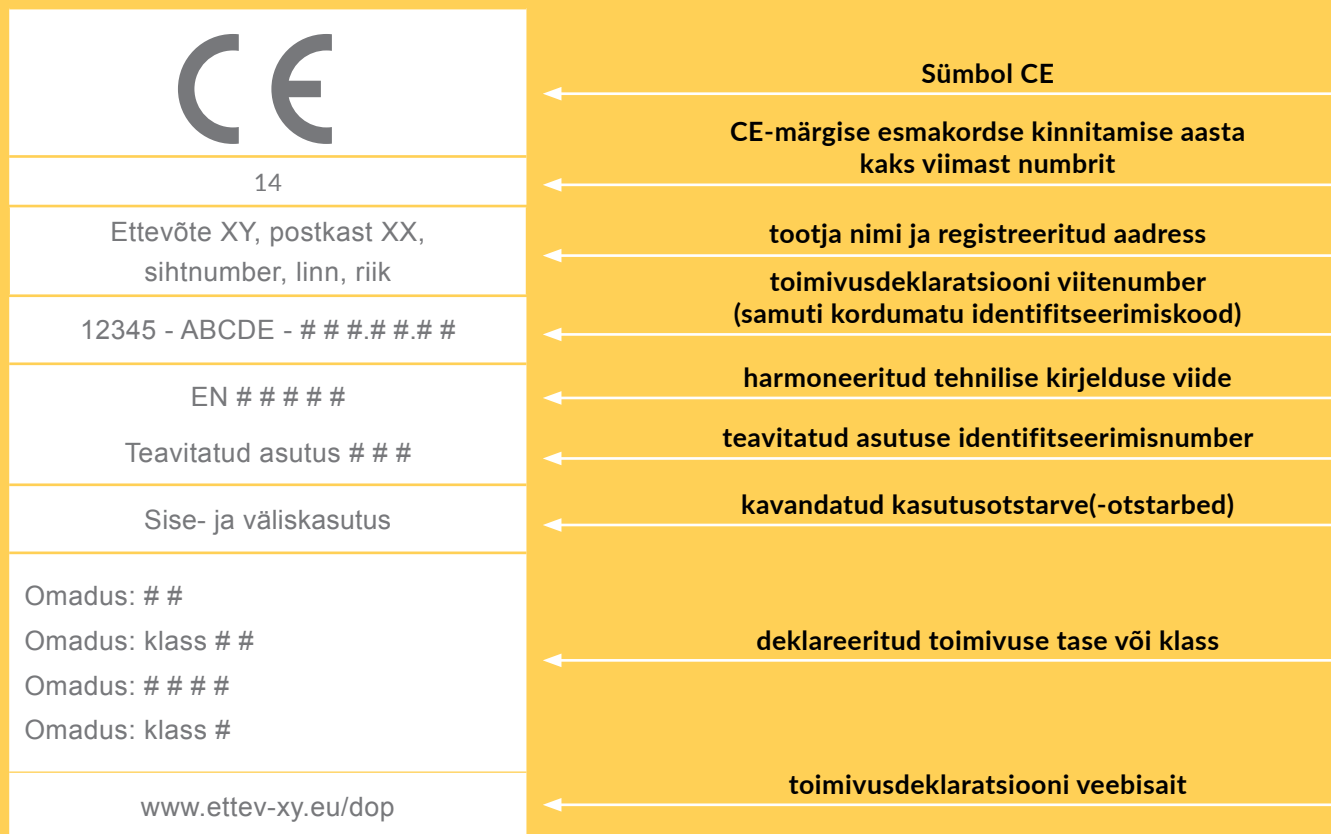 CE
Sümbol CE
CE-märgise esmakordse kinnitamise aasta
kaks viimast numbrit
14
Ettevõte XY, postkast XX,
sihtnumber, linn, riik
tootja nimi ja registreeritud aadress
toimivusdeklaratsiooni viitenumber
(samuti kordumatu identifitseerimiskood)
12345 - ABCDE - # # #.# #.# #
EN # # # # #
harmoneeritud tehnilise kirjelduse viide
Teavitatud asutus # # #
teavitatud asutuse identifitseerimisnumber
Sise- ja väliskasutus
kavandatud kasutusotstarve(-otstarbed)
Omadus: # #
Omadus: klass # #
Omadus: # # # #
Omadus: klass #
deklareeritud toimivuse tase või klass
www.ettev-xy.eu/dop
toimivusdeklaratsiooni veebisait